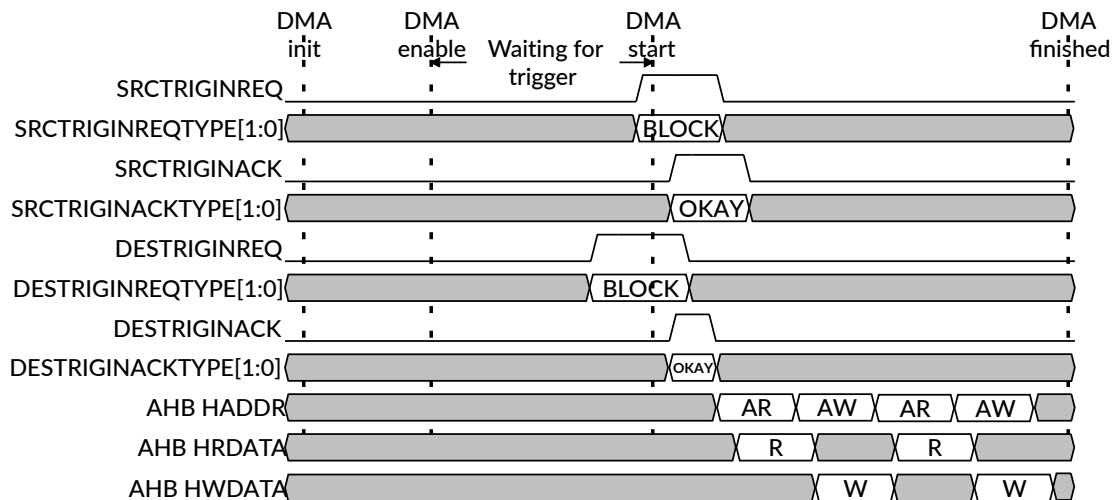 DMA DMA DMA DMA
init enable Waiting for start finished
trigger
SRCTRIGINREQ
SRCTRIGINREQTYPE[1:0] BLOCK
SRCTRIGINACK
SRCTRIGINACKTYPE[1:0] OKAY
DESTRIGINREQ
DESTRIGINREQTYPE[1:0] BLOCK
DESTRIGINACK
DESTRIGINACKTYPE[1:0] OKAY
AHB HADDR AR AW AR AW
AHB HRDATA R R
AHB HWDATA W W